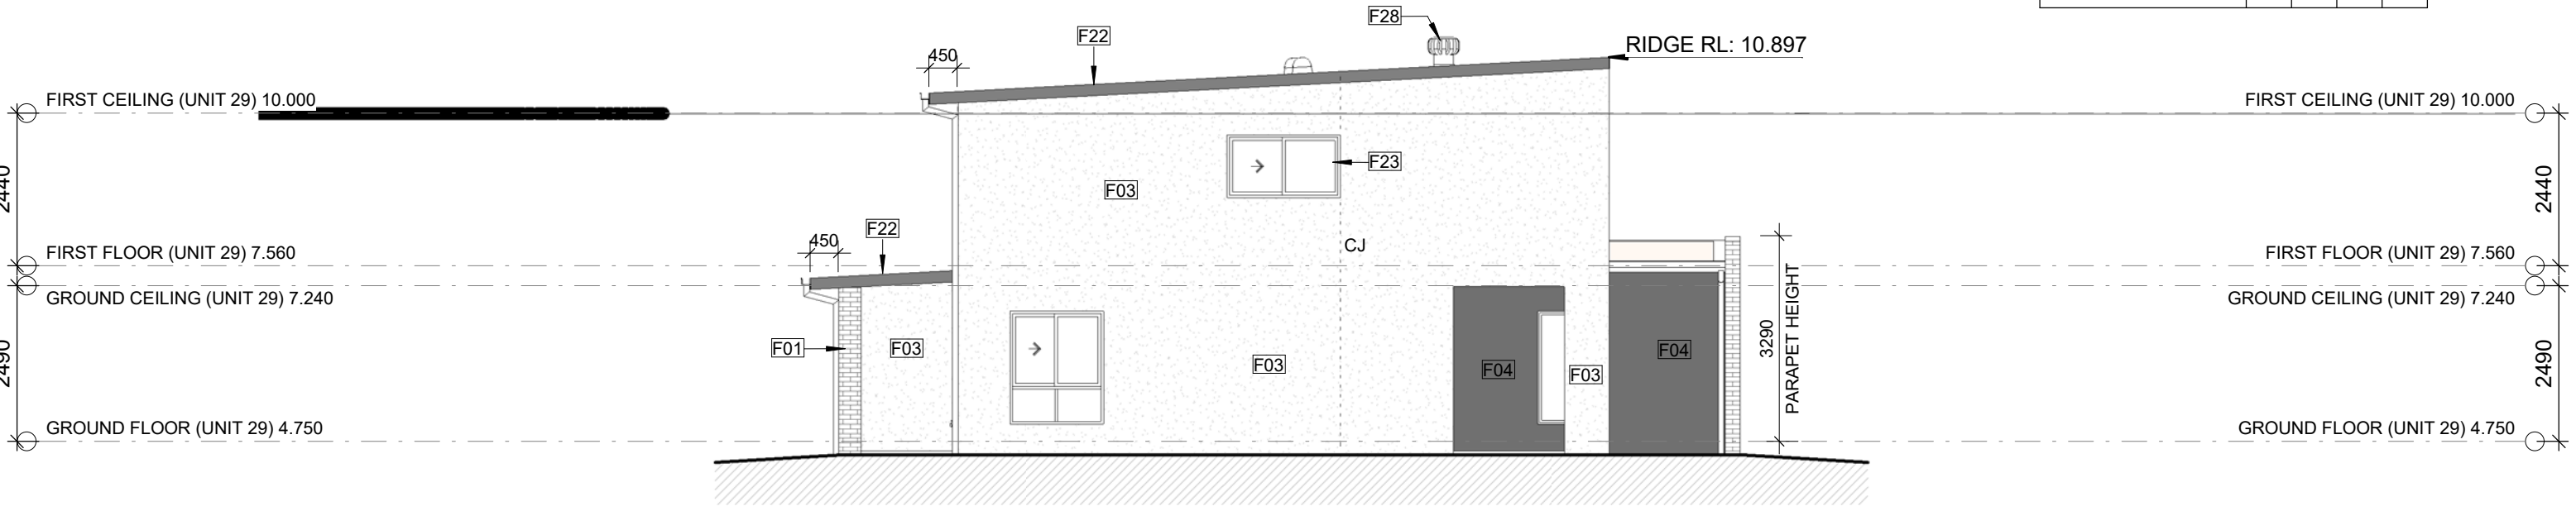 F28
F22
450
RIDGE RL: 10.897
FIRST CEILING (UNIT 29) 10.000
FIRST CEILING (UNIT 29) 10.000
2440
F23
F03
2440
450
F22
CJ
FIRST FLOOR (UNIT 29) 7.560
FIRST FLOOR (UNIT 29) 7.560
GROUND CEILING (UNIT 29) 7.240
GROUND CEILING (UNIT 29) 7.240
2490
F01
F03
F03
F04
F03
F04
3290
PARAPET HEIGHT
2490
GROUND FLOOR (UNIT 29) 4.750
GROUND FLOOR (UNIT 29) 4.750